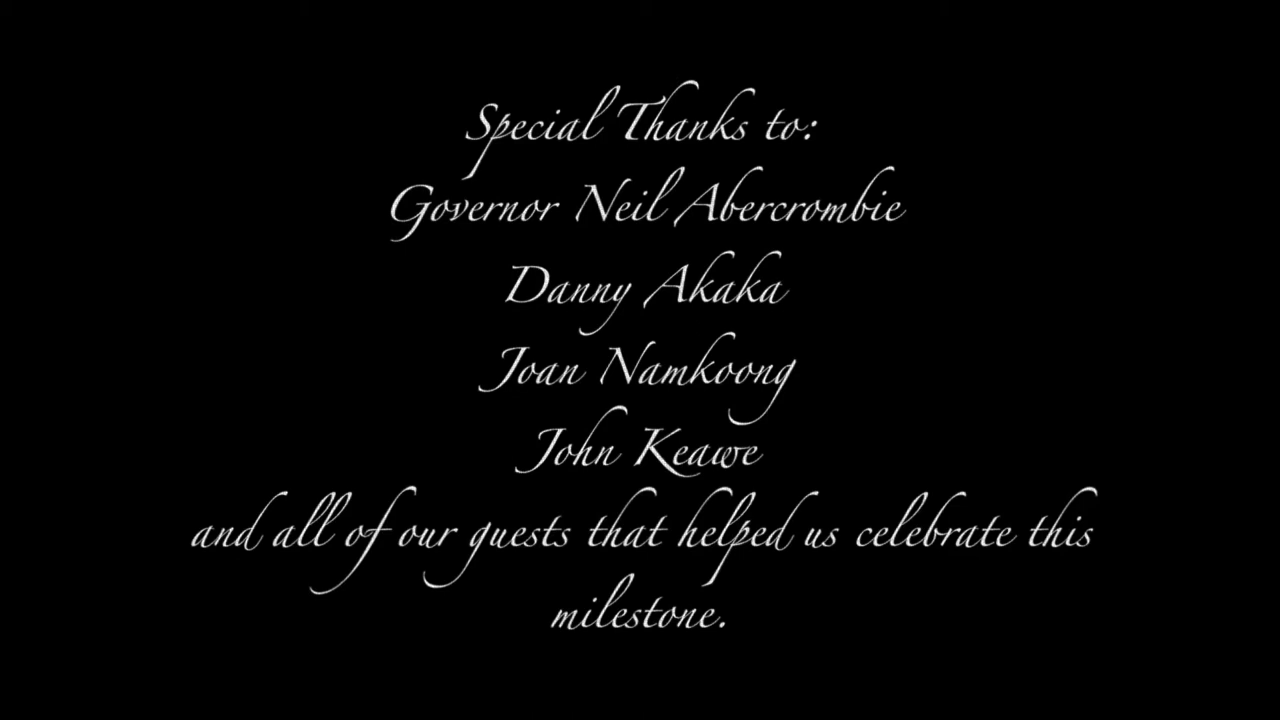 Special Thanks to:
Governor Neil Abercrombie
Danny Akaka
Joan Namkoong
John Keawe
and all of our guests that helped us celebrate this
milestone.